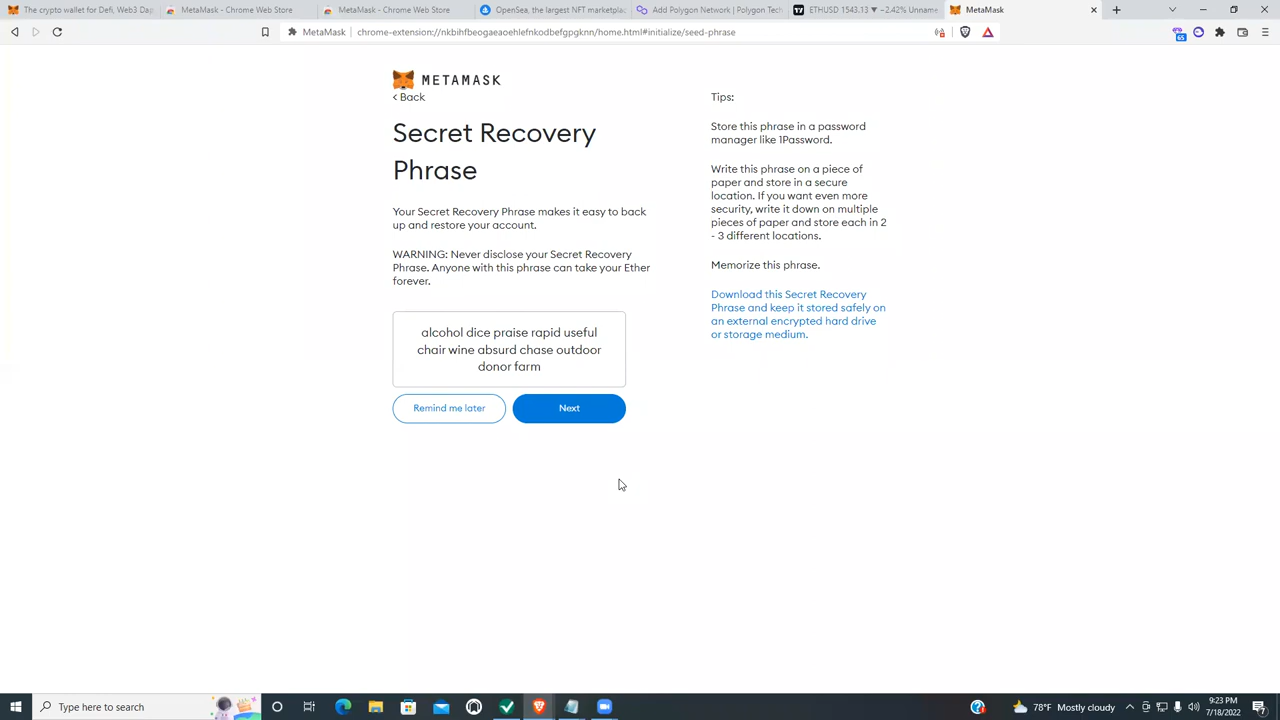 The crypto wallet for Defi, Web3 Dap
MetaMask - Chrome Web Store
MetaMask - Chrome Web Store
OpenSea, the largest NFT marketplac
Add Polygon Network | Polygon Tech
ETHUSD 1543.13 ▼ −2.42% Unname
MetaMask
MetaMask
chrome-extension://nkbihfbeogaeaoehlefnkodbefgpgknn/home.html#initialize/seed-phrase
65
METAMASK
< Back
Secret Recovery
Phrase
Your Secret Recovery Phrase makes it easy to back
up and restore your account.
WARNING: Never disclose your Secret Recovery
Phrase. Anyone with this phrase can take your Ether
forever.
alcohol dice praise rapid useful
chair wine absurd chase outdoor
donor farm
Remind me later
Next
Tips:
Store this phrase in a password
manager like 1Password.
Write this phrase on a piece of
paper and store in a secure
location. If you want even more
security, write it down on multiple
pieces of paper and store each in 2
- 3 different locations.
Memorize this phrase.
Download this Secret Recovery
Phrase and keep it stored safely on
an external encrypted hard drive
or storage medium.
Type here to search
78°F Mostly cloudy
9:23 PM
7/18/2022